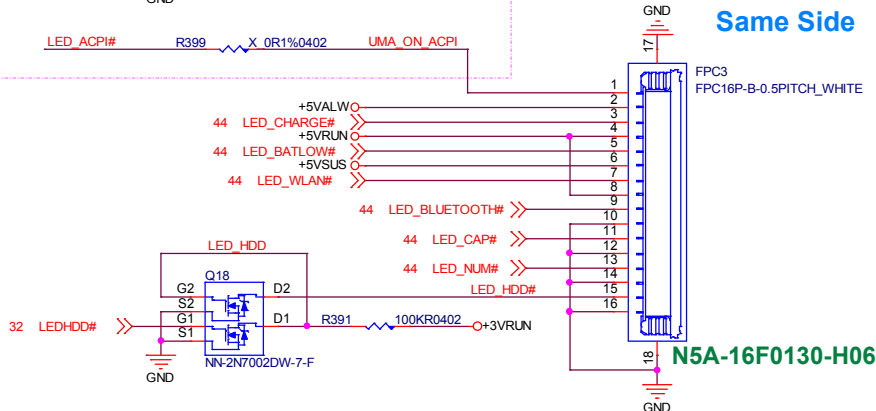 GND
GND
Same Side
LED_ACPI#
R399
X_0R1%0402
UMA_ON_ACPI
17
FPC3
FPC16P-B-0.5PITCH_WHITE
1
+5VALW
2
44 LED_CHARGE#
3
+5VRUN
4
44 LED_BATLOW#
5
+5VSUS
6
44 LED_WLAN#
7
8
44 LED_BLUETOOTH#
9
10
44 LED_CAP#
11
12
44 LED_NUM#
13
14
LED_HDD#
15
16
LED_HDD
Q18
G2
D2
S2
G1
D1
S1
32 LEDHDD#
R391
100KR0402
+3VRUN
GND
NN-2N7002DW-7-F
18
N5A-16F0130-H06
GND